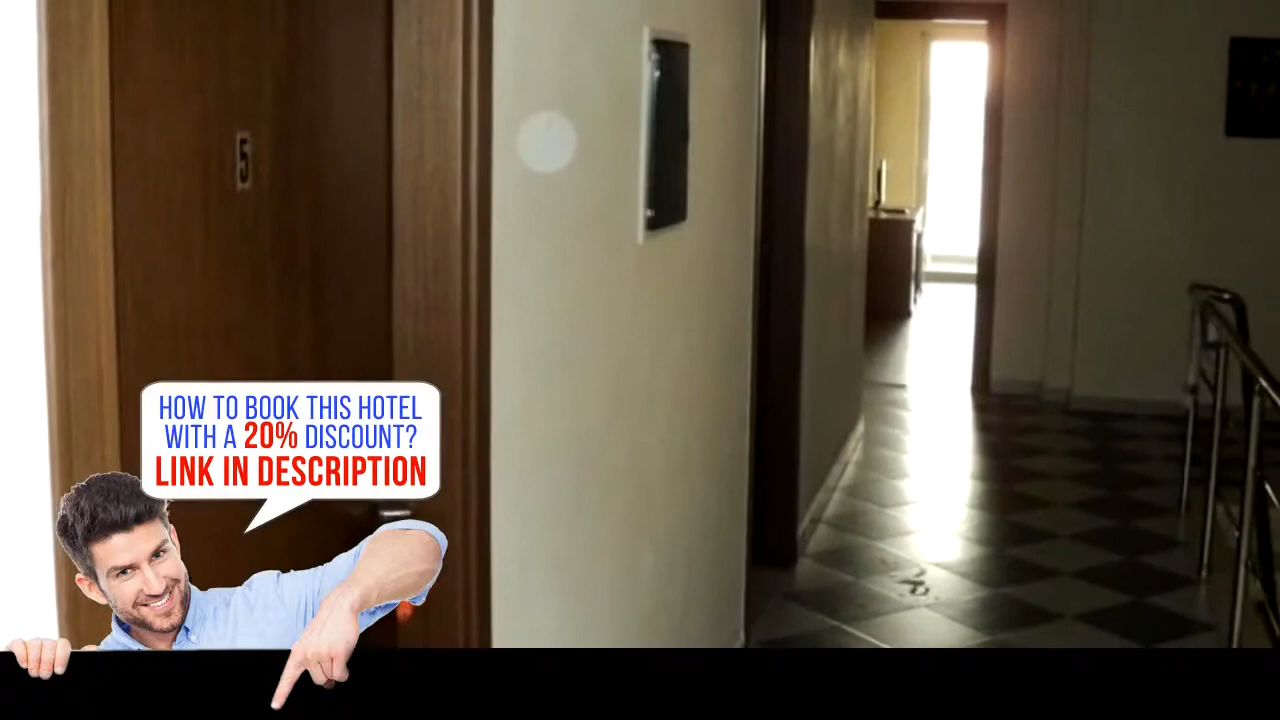 5
HOW TO BOOK THIS HOTEL
WITH A 20% DISCOUNT?
LINK IN DESCRIPTION